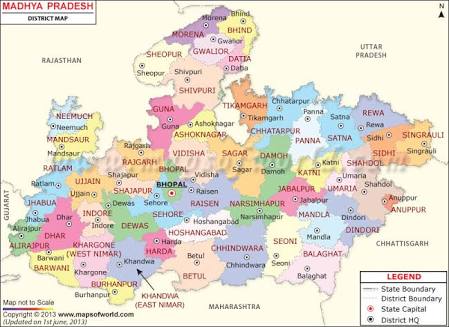 MADHYA PRADESH
DISTRICT MAP
N
RAJASTHAN
UTTAR
PRADESH
GUJARAT
MAHARASHTRA
CHHATTISGARH
MORENA
Morena
Bhind
BHIND
GWALIOR
Gwalior
SHEOPUR
Sheopur
DATIA
Datia
Shivpuri
SHIVPURI
NEEMUCH
Neemuch
MANDSAUR
Mandsaur
GUNA
Guna
Ashoknagar
ASHOKNAGAR
TIKAMGARH
Tikamgarh
Chhatarpur
CHHATARPUR
Panna
PANNA
Satna
SATNA
REWA
Rewa
Sidhi
SIDHI
SINGRAULI
Singrauli
RATLAM
Ratlam
Rajgarh
RAJGARH
VIDISHA
Vidisha
SAGAR
Sagar
DAMOH
Damoh
Katni
KATNI
UMARIA
Umaria
SHAHDOL
Shahdol
Anuppur
ANUPPUR
UJJAIN
Ujjain
Shajapur
SHAJAPUR
BHOPAL
BHOPAL
Sehore
SEHORE
Raisen
RAISEN
NARSIMHAPUR
Narsimhapur
JABALPUR
Jabalpur
Dindori
DINDORI
MANDLA
Mandla
JHABUA
Jhabua
Alirajpur
ALIRAJPUR
Dhar
DHAR
INDORE
Indore
DEWAS
Dewas
HOSHANGABAD
Hoshangabad
Harda
HARDA
Betul
BETUL
CHHINDWARA
Chhindwara
SEONI
Seoni
BALAGHAT
Balaghat
Barwani
BARWANI
KHARGONE
(WEST NIMAR)
Khargone
Khandwa
KHANDWA
(EAST NIMAR)
BURHANPUR
Burhanpur
Map not to Scale
Copyright © 2013
www.mapsofworld.com
(Updated on 1st June, 2013)
LEGEND
State Boundary
District Boundary
State Capital
District HQ